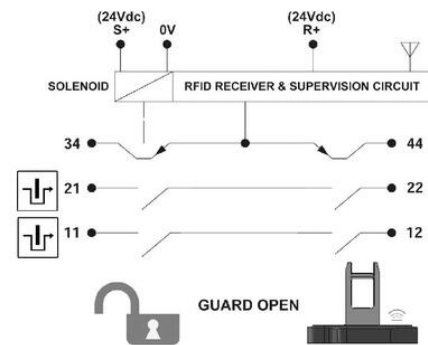 (24Vdc) (24Vdc)
S+ 0V R+
SOLENOID RFID RECEIVER & SUPERVISION CIRCUIT
34 44
21 22
11 12
GUARD OPEN